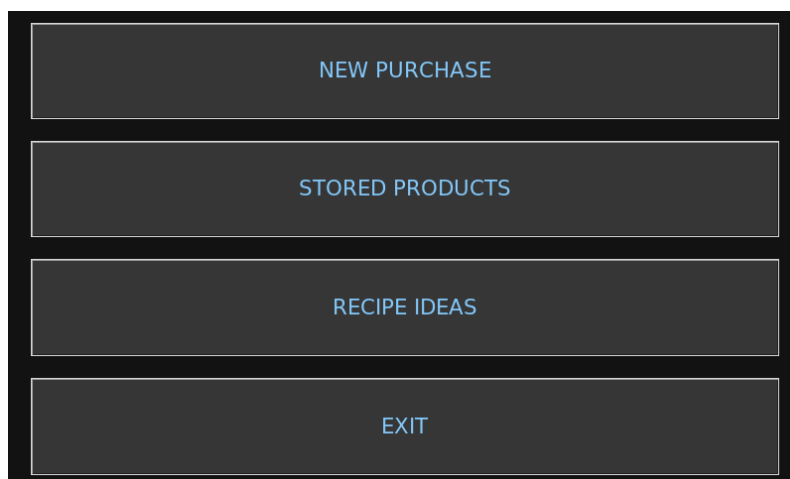 NEW PURCHASE
STORED PRODUCTS
RECIPE IDEAS
EXIT